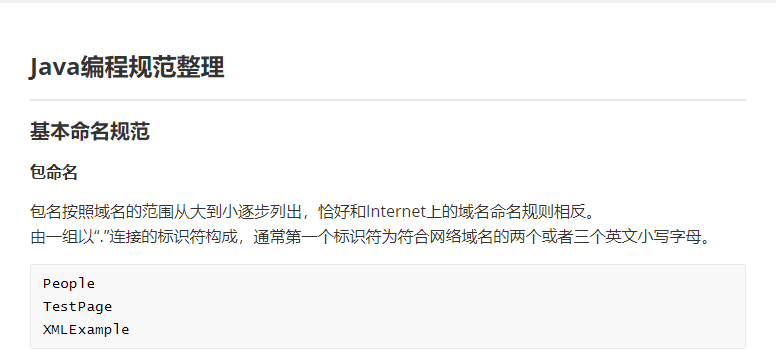 Java编程规范整理
基本命名规范
包命名
包名按照域名的范围从大到小逐步列出，恰好和Internet上的域名命名规则相反。
由一组以“.”连接的标识符构成，通常第一个标识符为符合网络域名的两个或者三个英文小写字母。
People
TestPage
XMLExample